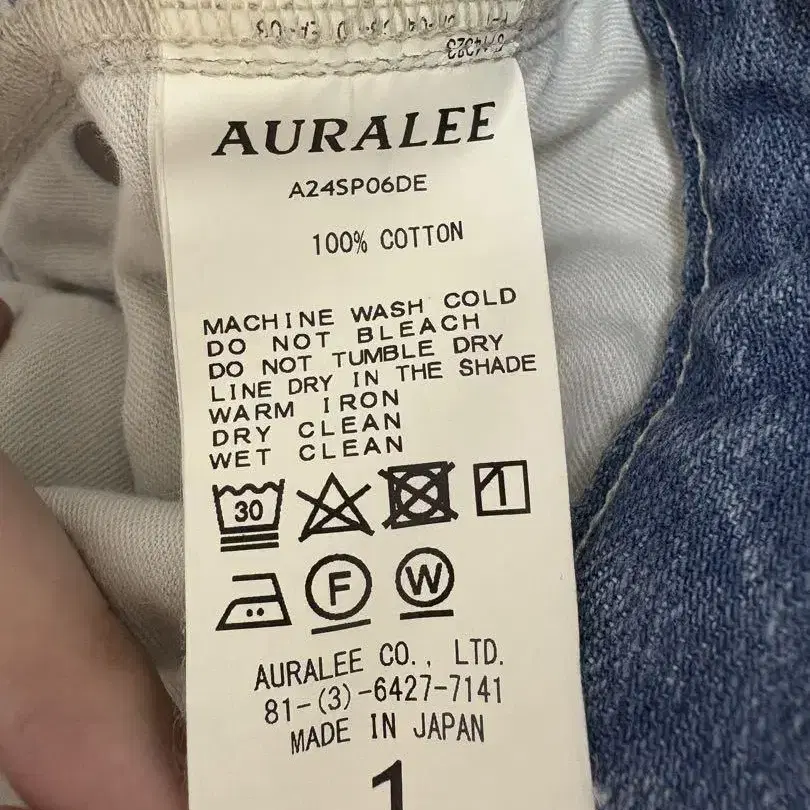 AURALEE
A24SP06DE
100% COTTON
MACHINE WASH COLD
DO NOT BLEACH
DO NOT TUMBLE DRY
LINE DRY IN THE SHADE
WARM IRON
DRY CLEAN
WET CLEAN
30
F W
AURALEE CO., LTD.
81-(3)-6427-7141
MADE IN JAPAN
1